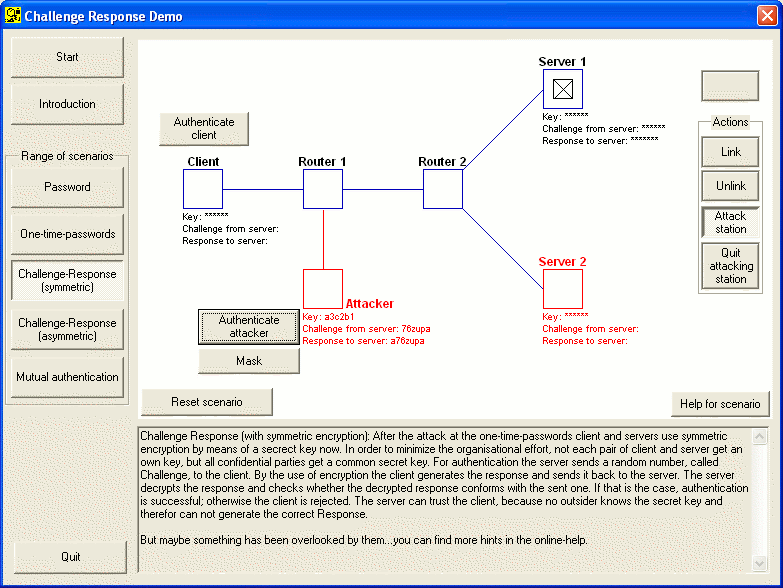 Challenge Response Demo
Start
Introduction
Range of scenarios
Password
One-time-passwords
Challenge-Response
(symmetric)
Challenge-Response
(asymmetric)
Mutual authentication
Quit
Authenticate
client
Client
Key: ******
Challenge from server:
Response to server:
Router 1
Router 2
Server 1
Key: ******
Challenge from server: ******
Response to server: *******
Attacker
Key: a3c2b1
Challenge from server: 76zupa
Response to server: a76zupa
Authenticate
attacker
Mask
Server 2
Key: ******
Challenge from server:
Response to server:
Actions
Link
Unlink
Attack
station
Quit
attacking
station
Reset scenario
Help for scenario
Challenge Response (with symmetric encryption): After the attack at the one-time-passwords client and servers use symmetric
encryption by means of a secrect key now. In order to minimize the organisational effort, not each pair of client and server get an
own key, but all confidential parties get a common secret key. For authentication the server sends a random number, called
Challenge, to the client. By the use of encryption the client generates the response and sends it back to the server. The server
decrypts the response and checks whether the decrypted response conforms with the sent one. If that is the case, authentication
is successful; otherwise the client is rejected. The server can trust the client, because no outsider knows the secret key and
therefor can not generate the correct Response.
But maybe something has been overlooked by them...you can find more hints in the online-help.